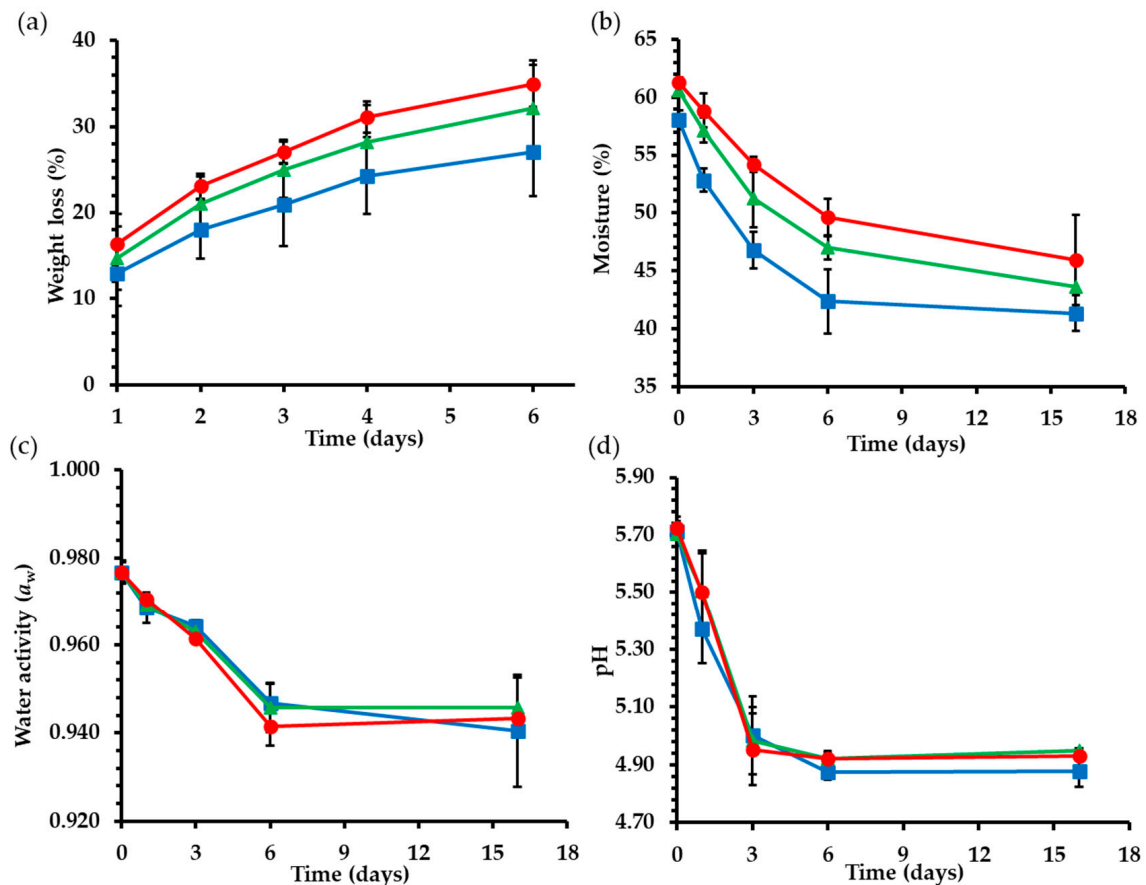 (a)
40
30
20
10
0
Weight loss (%)
1 2 3 4 5 6
Time (days)
(b)
65
60
55
50
45
40
35
Moisture (%)
0 3 6 9 12 15 18
Time (days)
(c)
1.000
0.980
0.960
0.940
0.920
Water activity (aw)
0 3 6 9 12 15 18
Time (days)
(d)
5.90
5.70
5.50
5.30
5.10
4.90
4.70
pH
0 3 6 9 12 15 18
Time (days)